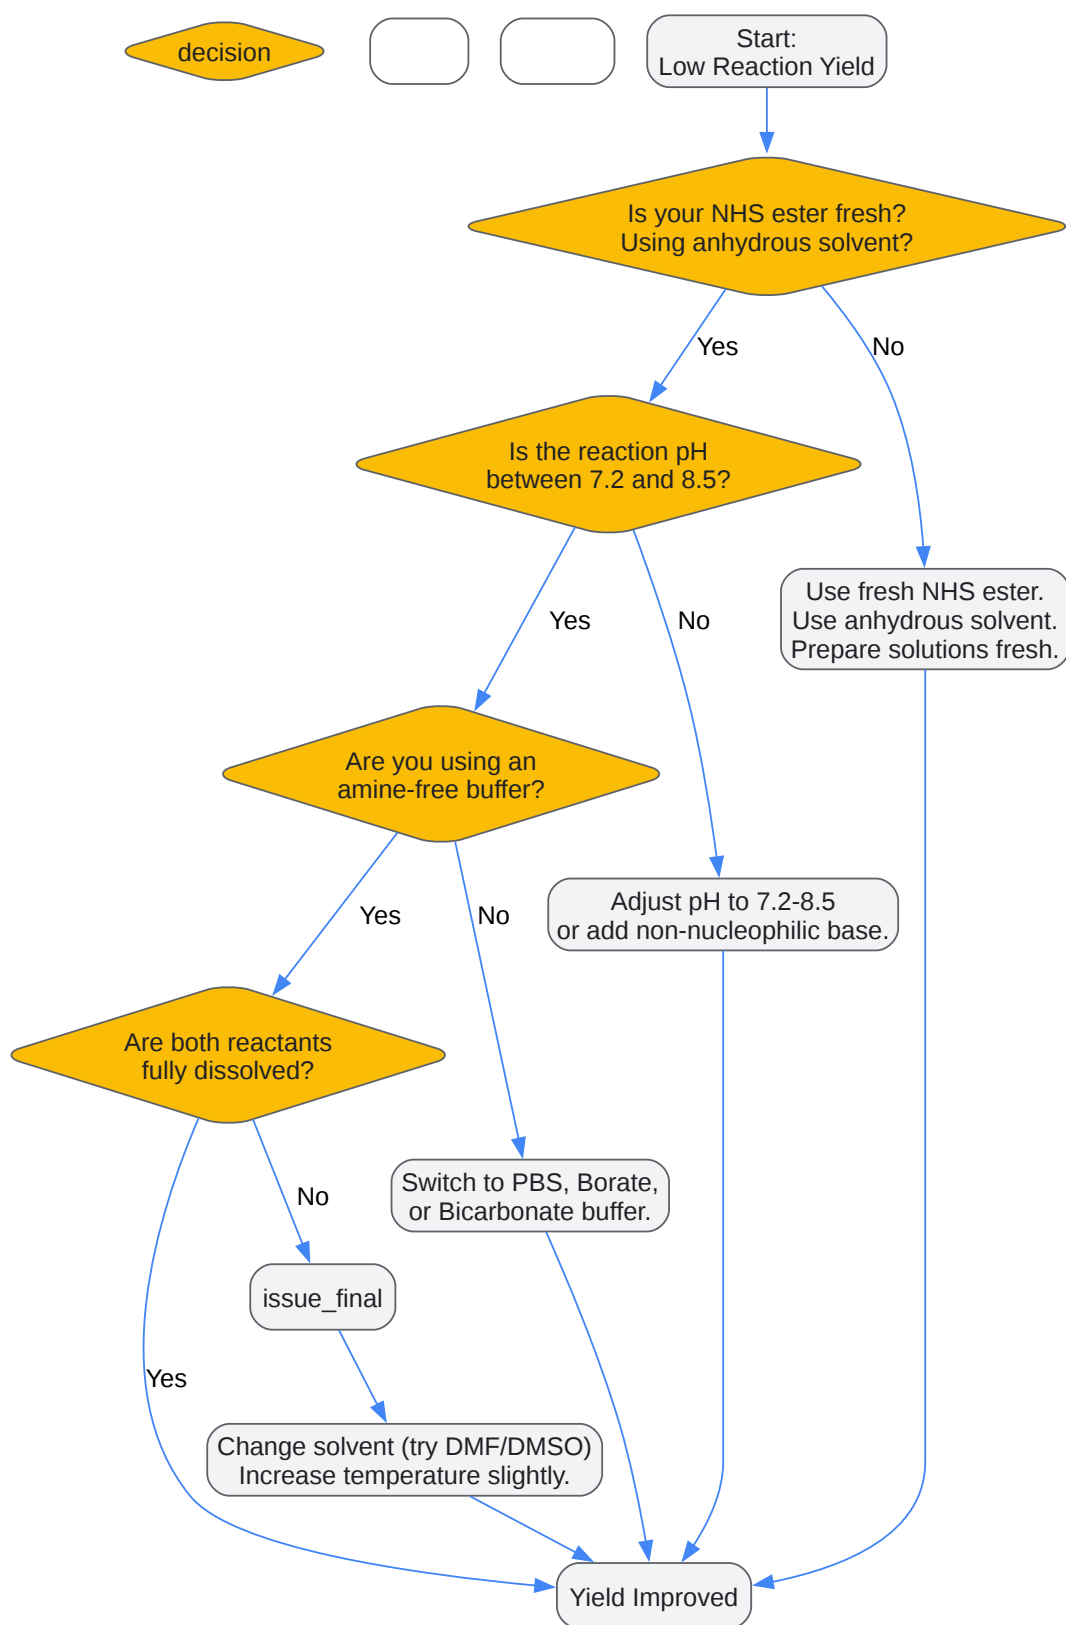 decision
Start:
Low Reaction Yield
Is your NHS ester fresh?
Using anhydrous solvent?
Yes
No
Is the reaction pH
between 7.2 and 8.5?
Use fresh NHS ester.
Use anhydrous solvent.
Prepare solutions fresh.
Yes
No
Are you using an
amine-free buffer?
Adjust pH to 7.2-8.5
or add non-nucleophilic base.
Yes
No
Are both reactants
fully dissolved?
Switch to PBS, Borate,
or Bicarbonate buffer.
No
issue_final
Yes
Change solvent (try DMF/DMSO)
Increase temperature slightly.
Yield Improved